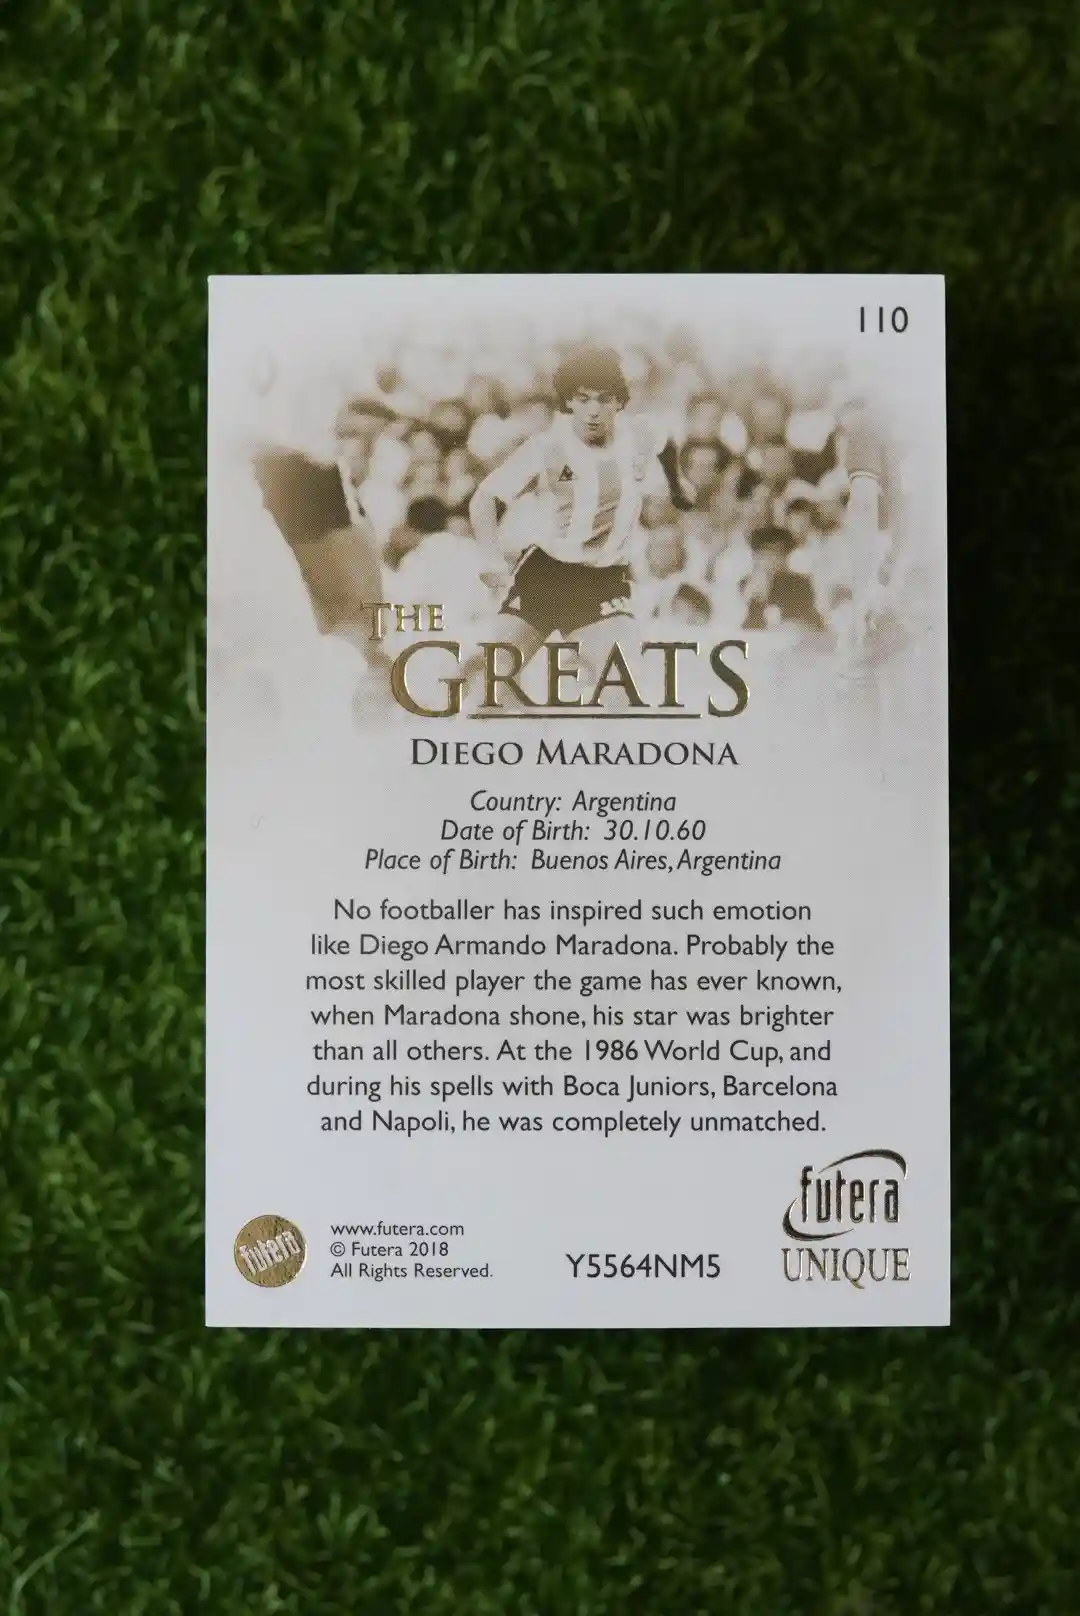 110
THE
GREATS
DIEGO MARADONA
Country: Argentina
Date of Birth: 30.10.60
Place of Birth: Buenos Aires, Argentina
No footballer has inspired such emotion
like Diego Armando Maradona. Probably the
most skilled player the game has ever known,
when Maradona shone, his star was brighter
than all others. At the 1986 World Cup, and
during his spells with Boca Juniors, Barcelona
and Napoli, he was completely unmatched.
futera
UNIQUE
futera
www.futera.com
© Futera 2018
All Rights Reserved.
Y5564NM5